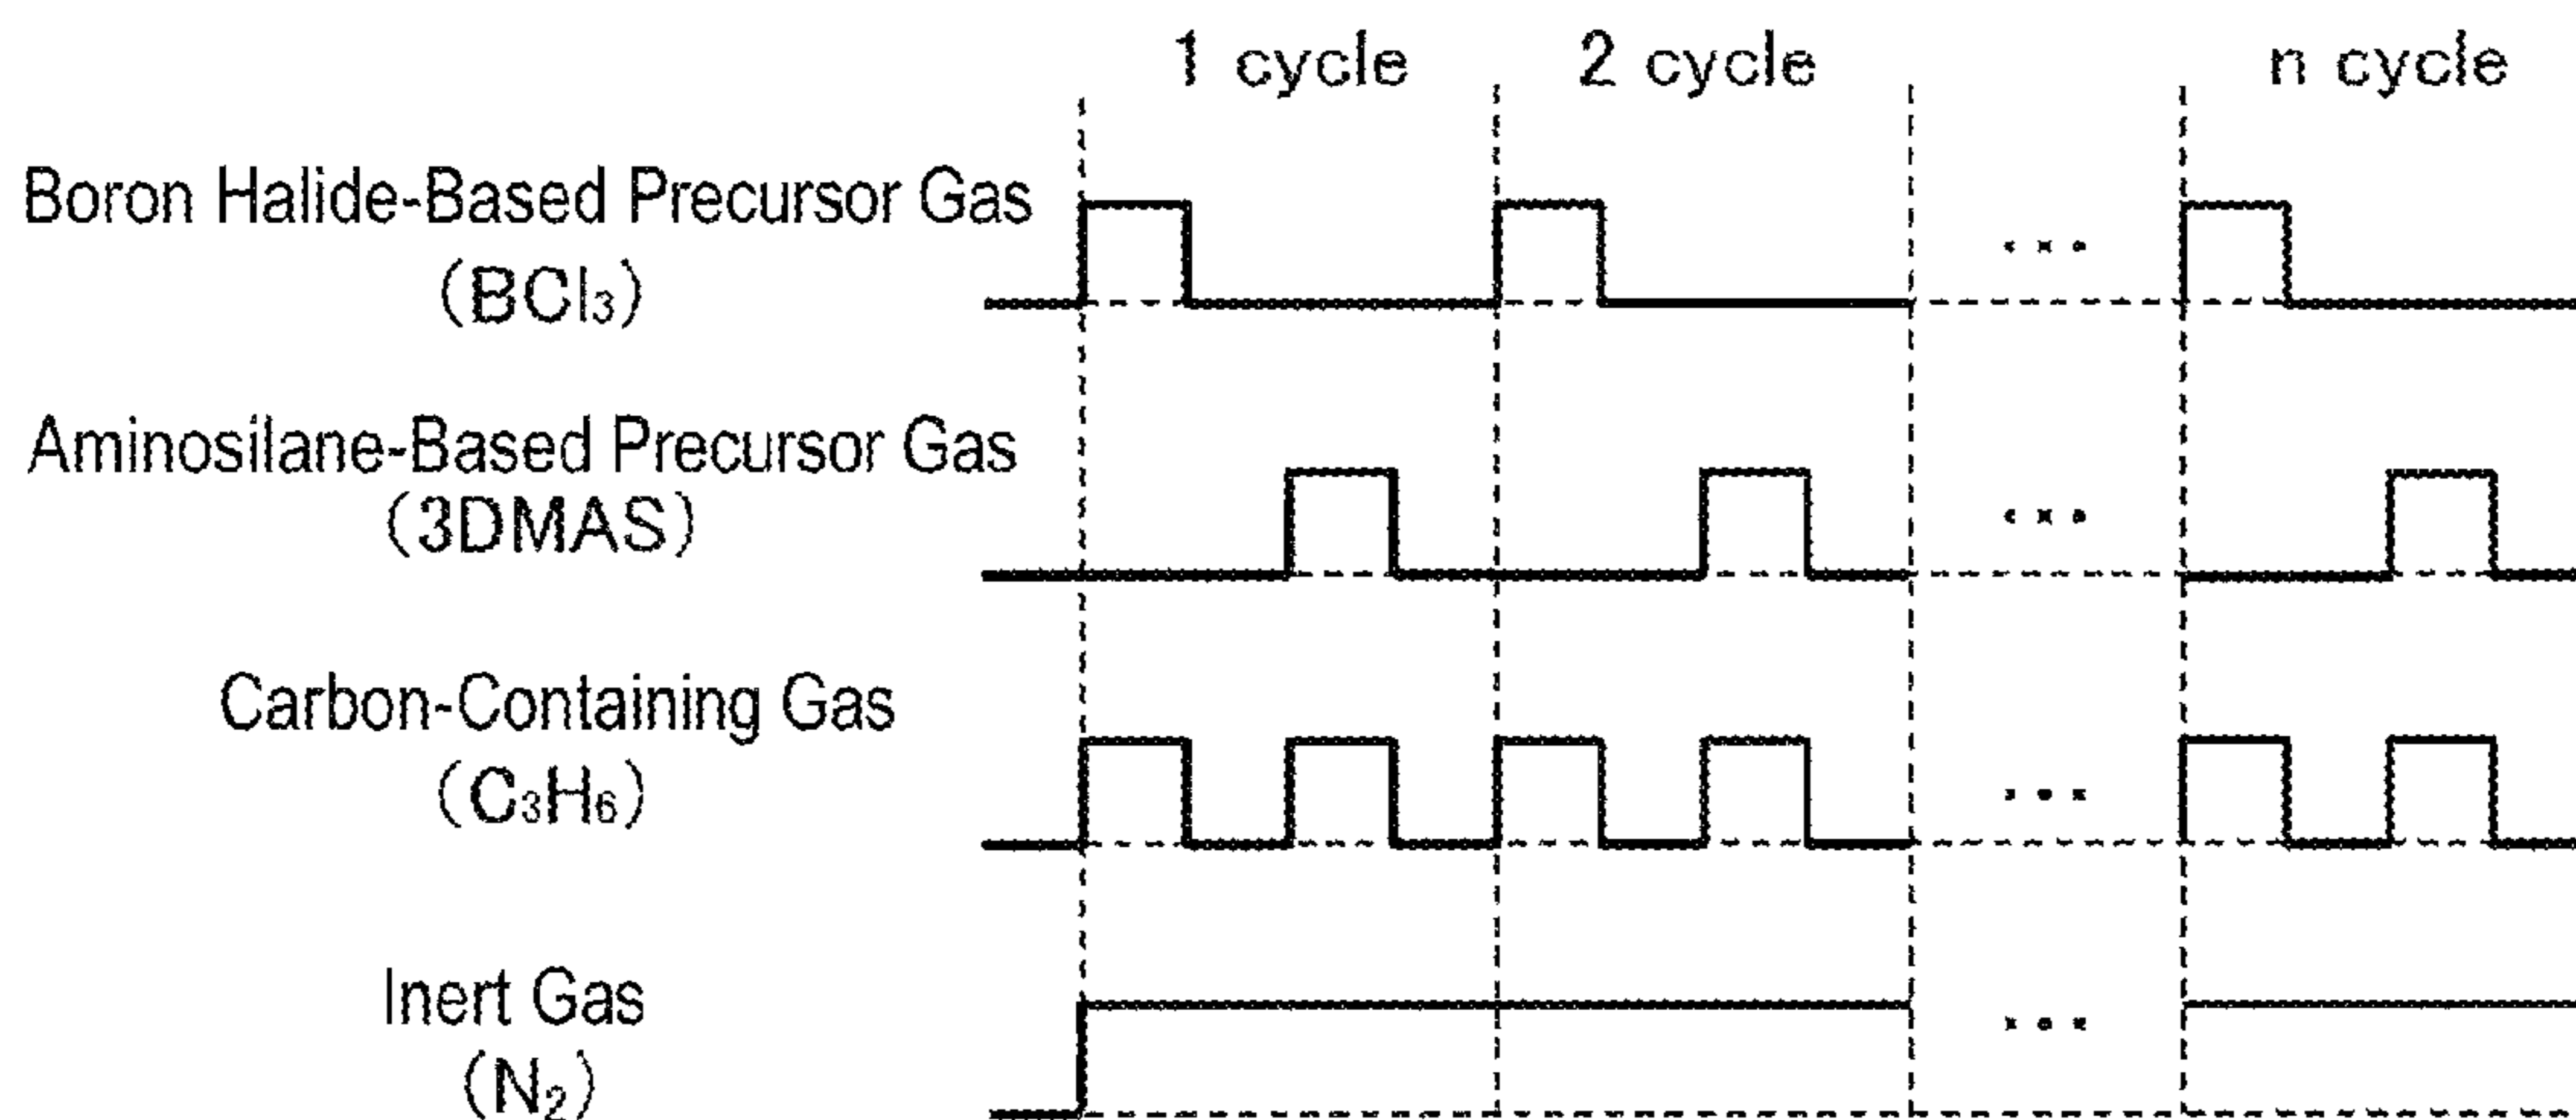 1 cycle 2 cycle n cycle
Boron Halide-Based Precursor Gas
(BCl₃)
Aminosilane-Based Precursor Gas
(3DMAS)
Carbon-Containing Gas
(C₃H₆)
Inert Gas
(N₂)